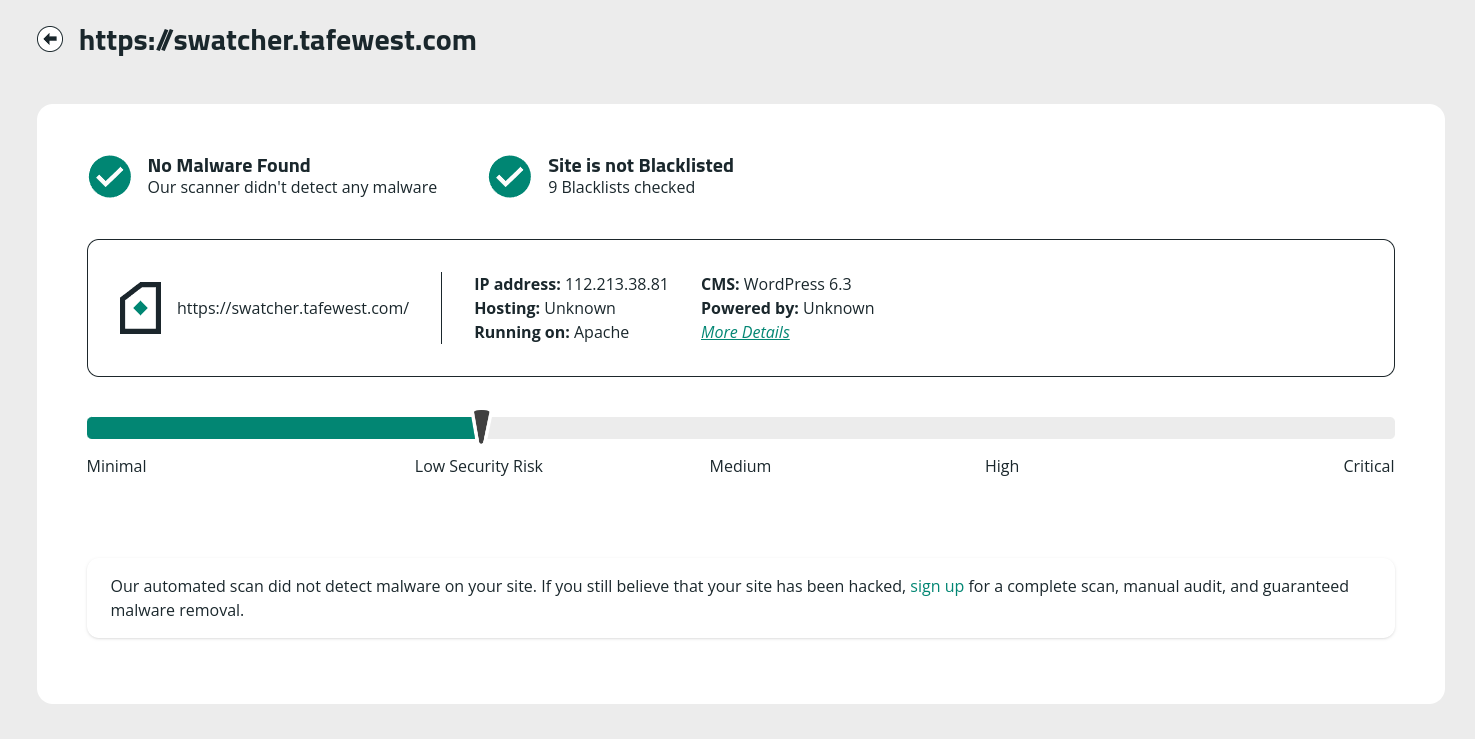 https://swatcher.tafewest.com
No Malware Found
Our scanner didn't detect any malware
Site is not Blacklisted
9 Blacklists checked
https://swatcher.tafewest.com/
IP address: 112.213.38.81
Hosting: Unknown
Running on: Apache
CMS: WordPress 6.3
Powered by: Unknown
More Details
Minimal
Low Security Risk
Medium
High
Critical
Our automated scan did not detect malware on your site. If you still believe that your site has been hacked, sign up for a complete scan, manual audit, and guaranteed
malware removal.